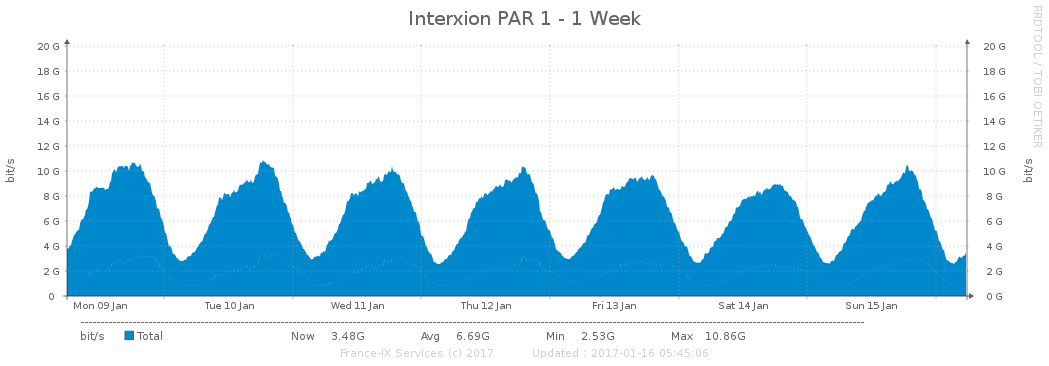 Interxion PAR 1 - 1 Week
RRDTOOL / TOBI OETIKER
bit/s
20 G 20 G
18 G 18 G
16 G 16 G
14 G 14 G
12 G 12 G
10 G 10 G
8 G 8 G
6 G 6 G
4 G 4 G
2 G 2 G
0 0 G
bit/s
Mon 09 Jan Tue 10 Jan Wed 11 Jan Thu 12 Jan Fri 13 Jan Sat 14 Jan Sun 15 Jan
bit/s Total Now 3.48G Avg 6.69G Min 2.53G Max 10.86G
France-IX Services (c) 2017 Updated : 2017-01-16 05:45:06